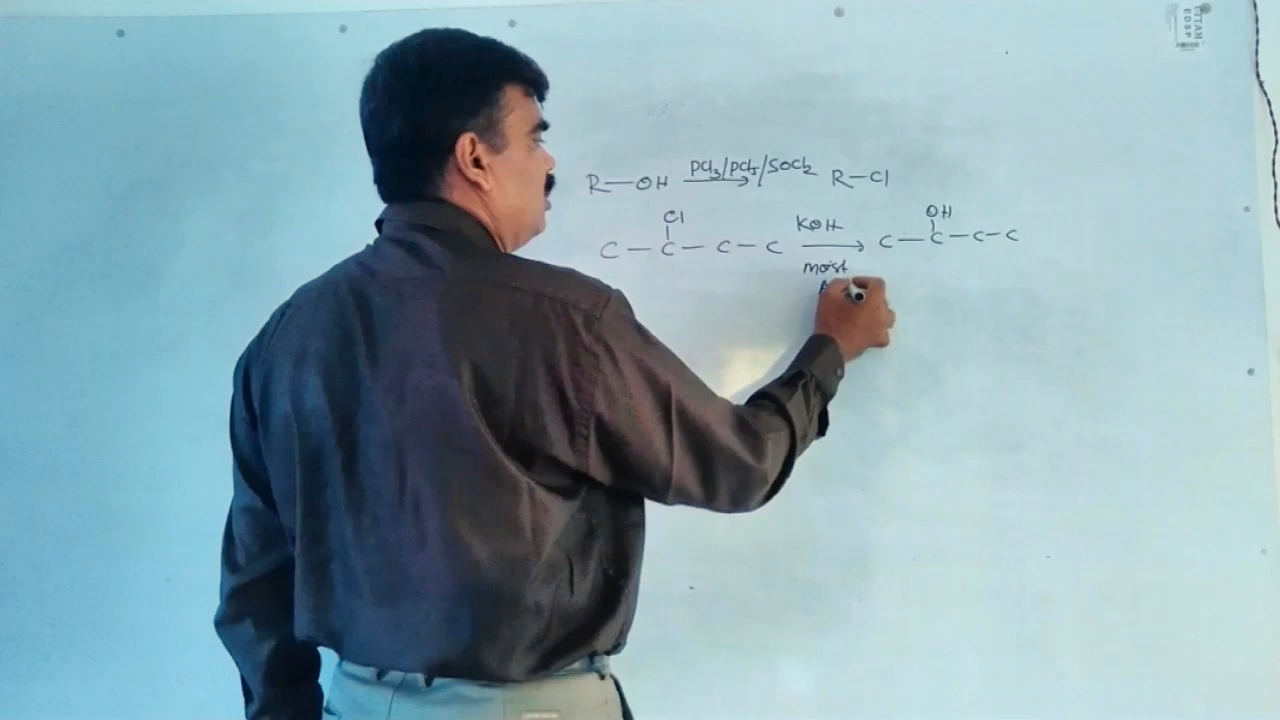 R—OH PCl3/PCl5/SOCl2 R—Cl
Cl OH
C — C — C — C KOH C — C — C — C
moist